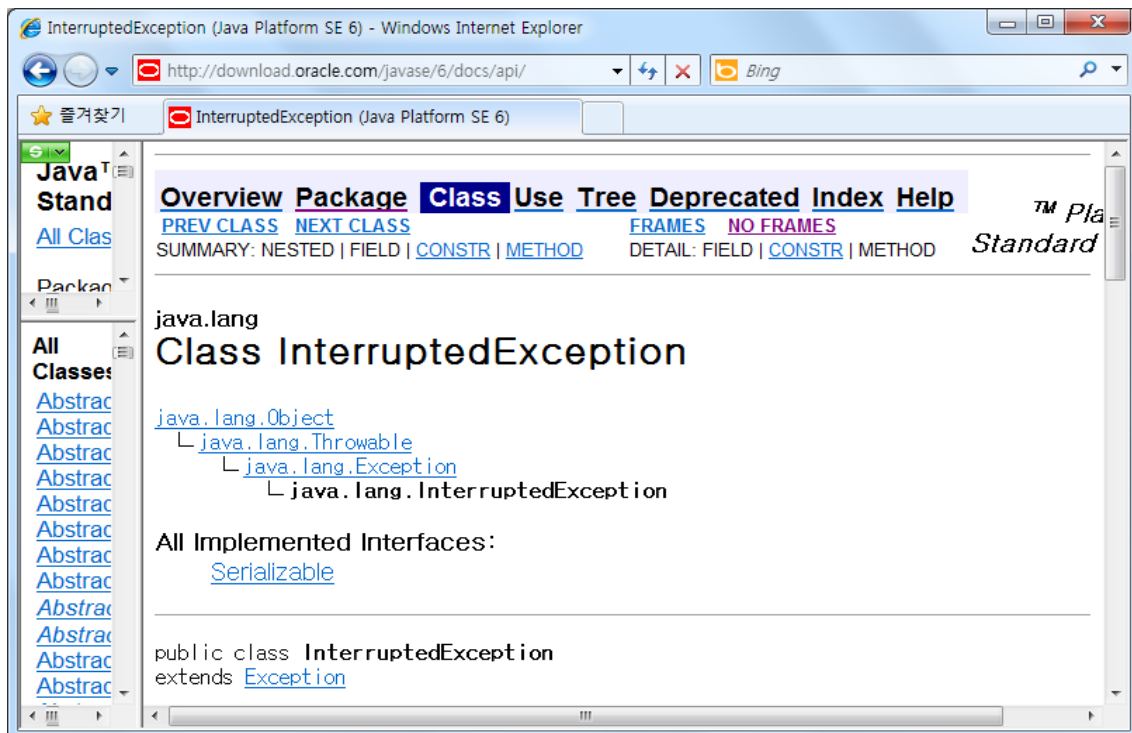 InterruptedException (Java Platform SE 6) - Windows Internet Explorer
http://download.oracle.com/javase/6/docs/api/
Bing
즐겨찾기
InterruptedException (Java Platform SE 6)
Java™
Stand
All Clas
Packag
All
Classes
Abstrac
Abstrac
Abstrac
Abstrac
Abstrac
Abstrac
Abstrac
Abstrac
Abstrac
Abstrac
Abstrac
Abstrac
Overview Package Class Use Tree Deprecated Index Help
PREV CLASS NEXT CLASS FRAMES NO FRAMES
SUMMARY: NESTED | FIELD | CONSTR | METHOD DETAIL: FIELD | CONSTR | METHOD
™ Pla
Standard
java.lang
Class InterruptedException
java.lang.Object
java.lang.Throwable
java.lang.Exception
java.lang.InterruptedException
All Implemented Interfaces:
Serializable
public class InterruptedException
extends Exception